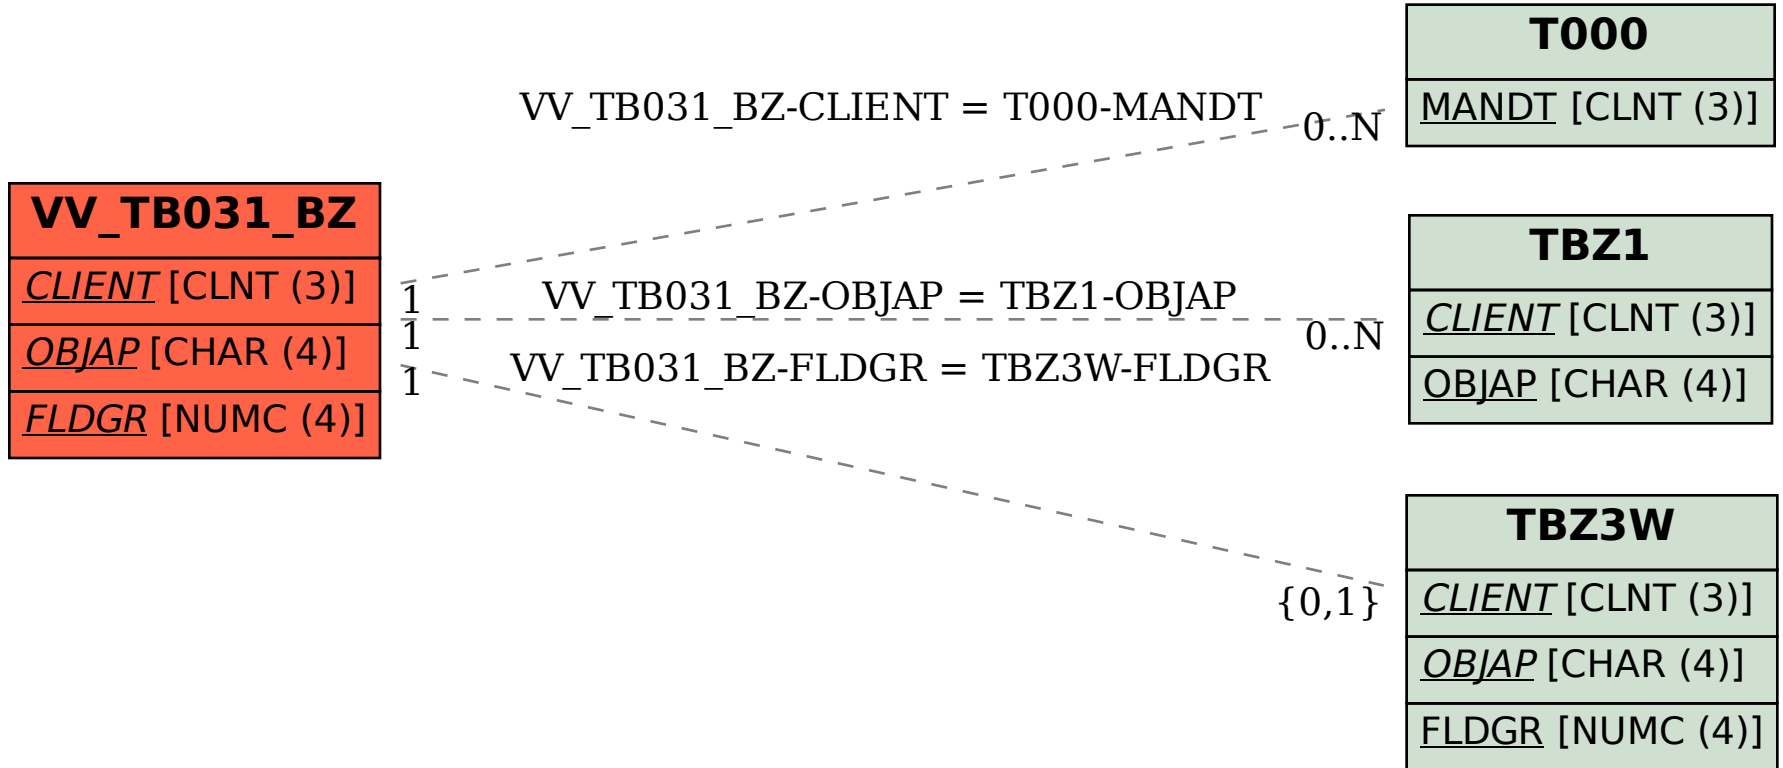 VV_TB031_BZ
CLIENT [CLNT (3)]
OBJAP [CHAR (4)]
FLDGR [NUMC (4)]
VV_TB031_BZ-CLIENT = T000-MANDT
0..N
1
VV_TB031_BZ-OBJAP = TBZ1-OBJAP
1
0..N
VV_TB031_BZ-FLDGR = TBZ3W-FLDGR
1
{0,1}
T000
MANDT [CLNT (3)]
TBZ1
CLIENT [CLNT (3)]
OBJAP [CHAR (4)]
TBZ3W
CLIENT [CLNT (3)]
OBJAP [CHAR (4)]
FLDGR [NUMC (4)]